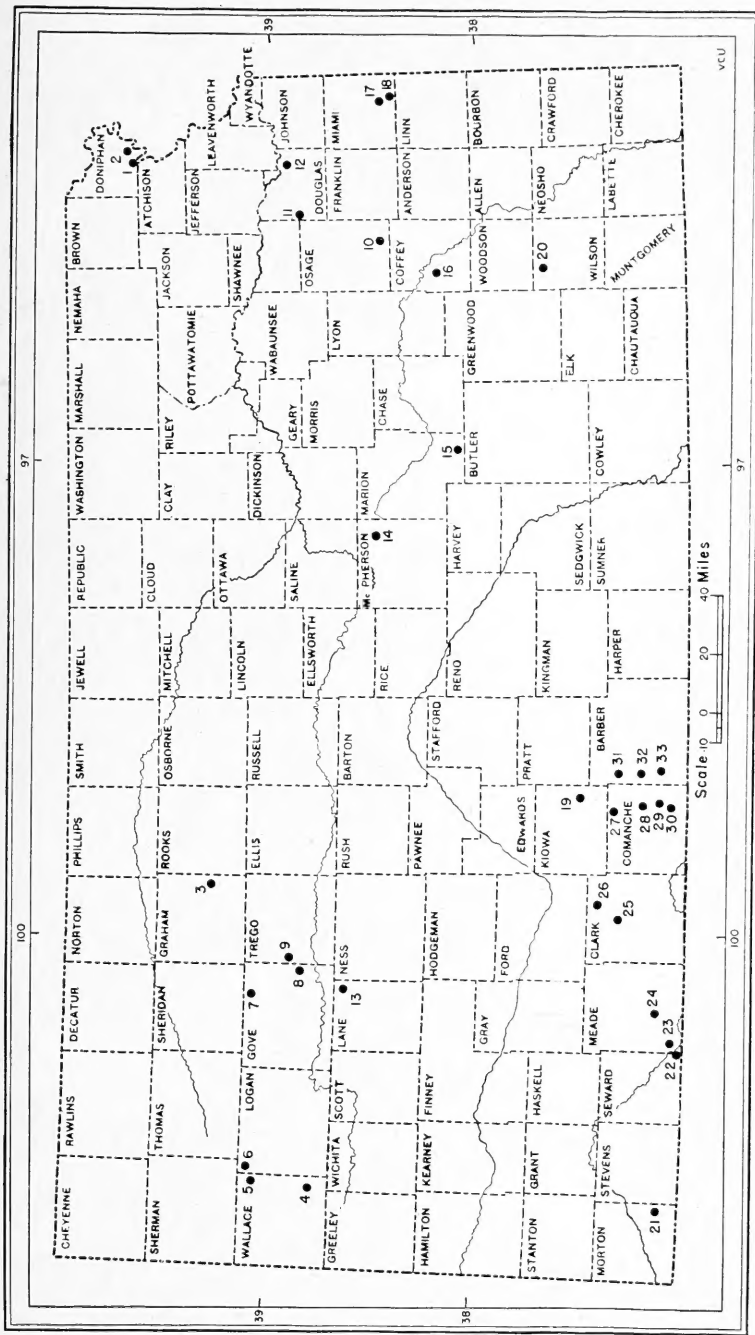 100
97
39
39
38
38
CHEYENNE
RAWLINS
DECATUR
NORTON
PHILLIPS
SMITH
JEWELL
REPUBLIC
WASHINGTON
MARSHALL
NEMAHA
BROWN
DONIPHAN
2
1
ATCHISON
SHERMAN
THOMAS
SHERIDAN
GRAHAM
3
ROOKS
OSBORNE
MITCHELL
CLOUD
CLAY
RILEY
POTTAWATOMIE
JACKSON
JEFFERSON
LEAVENWORTH
WYANDOTTE
OTTAWA
LINCOLN
SHAWNEE
WALLACE
5
6
4
LOGAN
GOVE
7
8
TREGO
9
ELLIS
RUSSELL
ELLSWORTH
SALINE
DICKINSON
GEARY
MORRIS
WABAUNSEE
OSAGE
11
DOUGLAS
12
JOHNSON
GREELEY
WICHITA
SCOTT
LANE
13
NESS
RUSH
BARTON
RICE
Mc PHERSON
14
MARION
CHASE
LYON
COFFEY
10
16
FRANKLIN
ANDERSON
MIAMI
17
18
LINN
HAMILTON
KEARNEY
FINNEY
HODGEMAN
PAWNEE
STAFFORD
RENO
HARVEY
BUTLER
15
GREENWOOD
WOODSON
ALLEN
BOURBON
GRAY
FORD
EDWARDS
KIOWA
19
PRATT
KINGMAN
SEDGWICK
ELK
WILSON
20
NEOSHO
CRAWFORD
STANTON
GRANT
HASKELL
MORTON
21
STEVENS
SEWARD
MEADE
22
23
24
CLARK
25
26
COMANCHE
27
28
29
30
BARBER
31
32
33
HARPER
SUMNER
COWLEY
CHAUTAUQUA
MUNTGOMERY
LABETTE
CHEROKEE
Scale
10 0 20 40 Miles
100
97
VCU